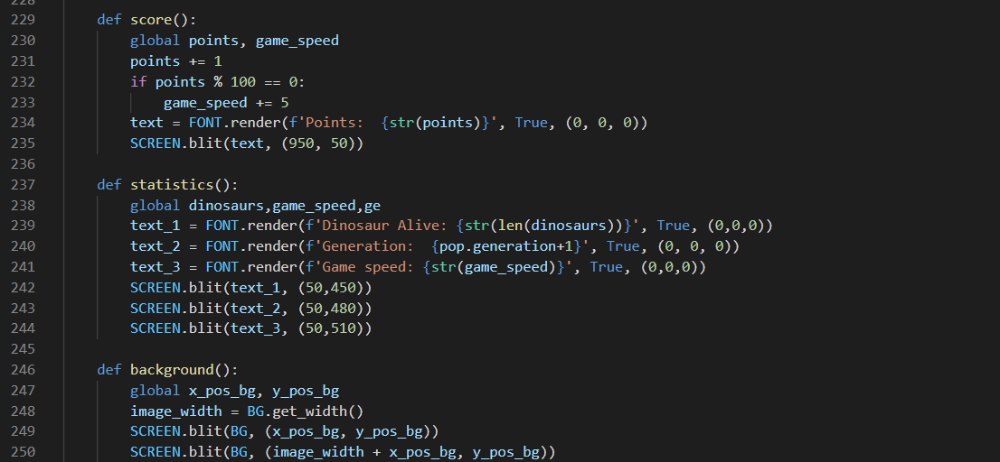 228
229 def score():
230 global points, game_speed
231 points += 1
232 if points % 100 == 0:
233 game_speed += 5
234 text = FONT.render(f'Points:  {str(points)}', True, (0, 0, 0))
235 SCREEN.blit(text, (950, 50))
236
237 def statistics():
238 global dinosaurs,game_speed,ge
239 text_1 = FONT.render(f'Dinosaur Alive: {str(len(dinosaurs))}', True, (0,0,0))
240 text_2 = FONT.render(f'Generation:  {pop.generation+1}', True, (0, 0, 0))
241 text_3 = FONT.render(f'Game speed: {str(game_speed)}', True, (0,0,0))
242 SCREEN.blit(text_1, (50,450))
243 SCREEN.blit(text_2, (50,480))
244 SCREEN.blit(text_3, (50,510))
245
246 def background():
247 global x_pos_bg, y_pos_bg
248 image_width = BG.get_width()
249 SCREEN.blit(BG, (x_pos_bg, y_pos_bg))
250 SCREEN.blit(BG, (image_width + x_pos_bg, y_pos_bg))